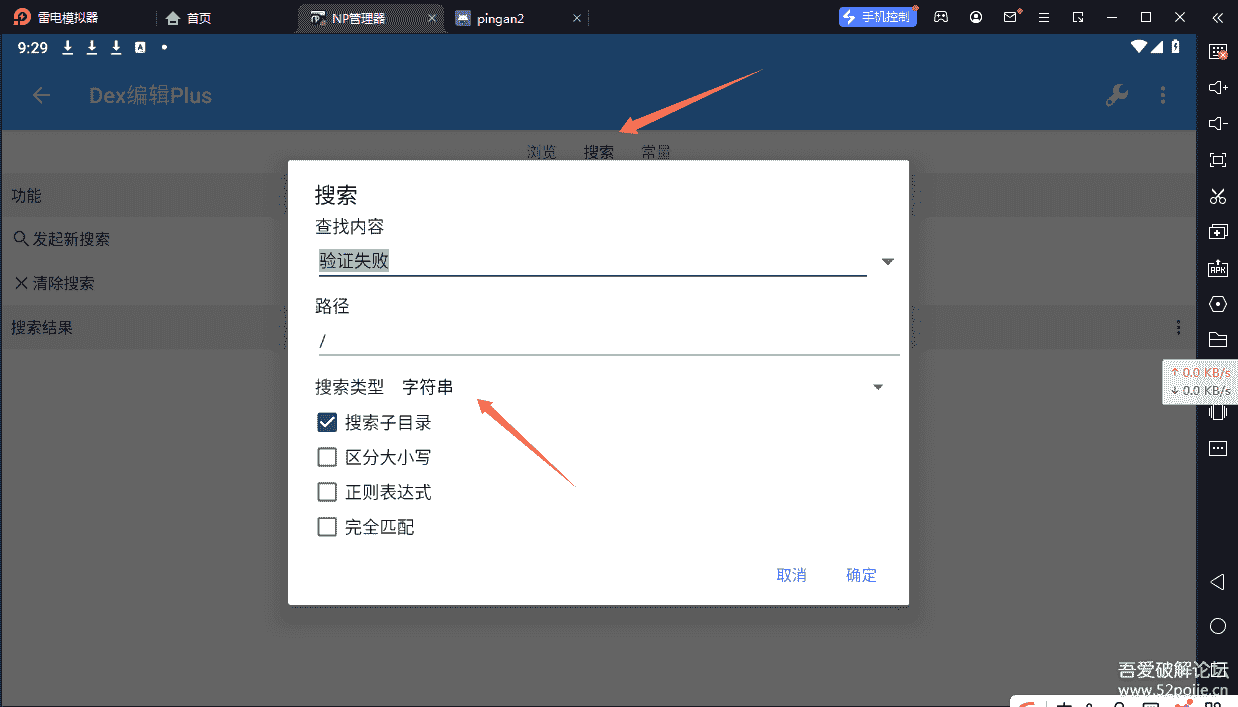 雷电模拟器 首页 NP管理器 pingan2 手机控制
9:29
Dex编辑Plus
浏览 搜索 常量
功能
发起新搜索
清除搜索
搜索结果
搜索
查找内容
验证失败
路径
/
搜索类型 字符串
搜索子目录
区分大小写
正则表达式
完全匹配
取消 确定
APK
↑ 0.0 KB/s
↓ 0.0 KB/s
吾爱破解论坛
www.52pojie.cn